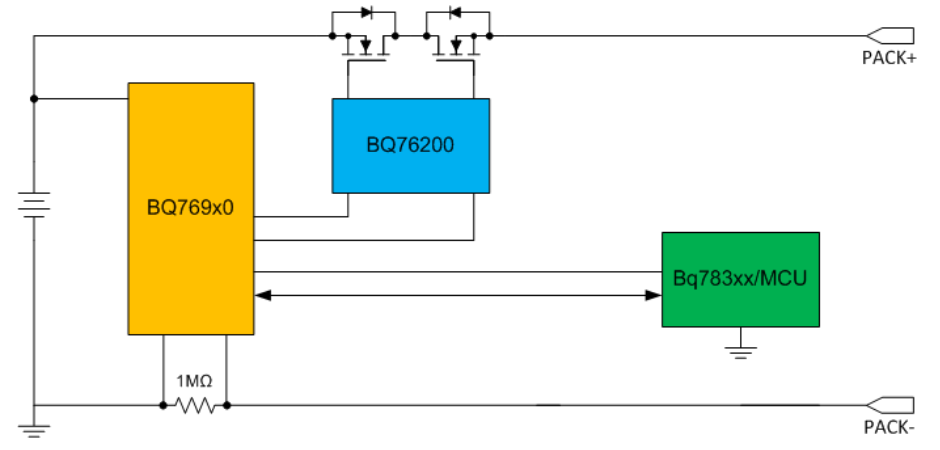 PACK+
BQ76200
BQ769x0
Bq783xx/MCU
1MΩ
PACK-